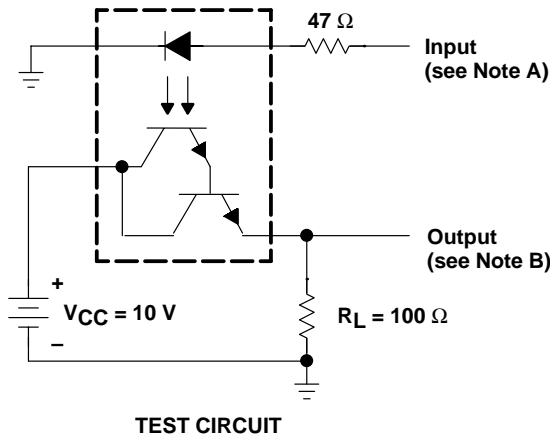 47 Ω
Input
(see Note A)
Output
(see Note B)
+
VCC = 10 V
–
RL = 100 Ω
TEST CIRCUIT